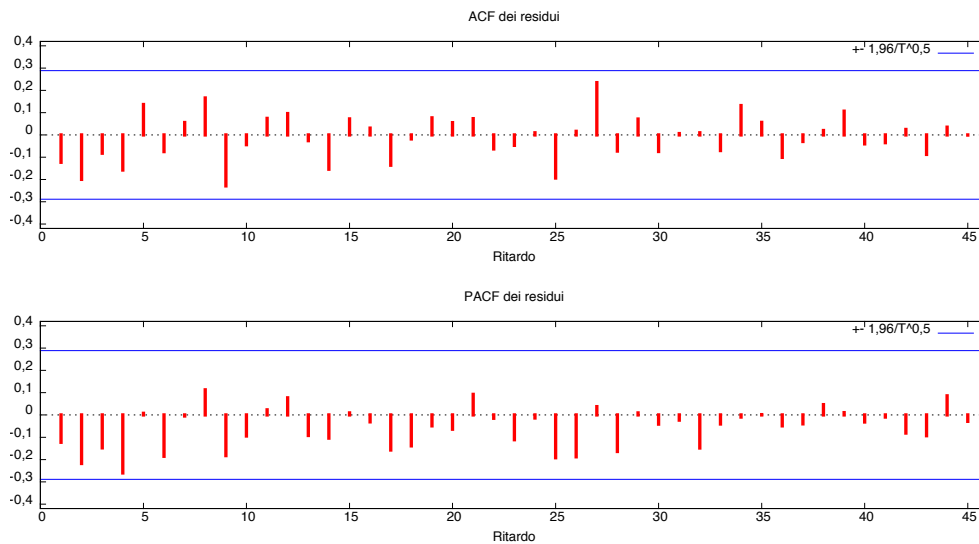 ACF dei residui
0,4
+- 1,96/T^0,5
0,3
0,2
0,1
0
-0,1
-0,2
-0,3
-0,4
0 5 10 15 20 25 30 35 40 45
Ritardo
PACF dei residui
0,4
+- 1,96/T^0,5
0,3
0,2
0,1
0
-0,1
-0,2
-0,3
-0,4
0 5 10 15 20 25 30 35 40 45
Ritardo